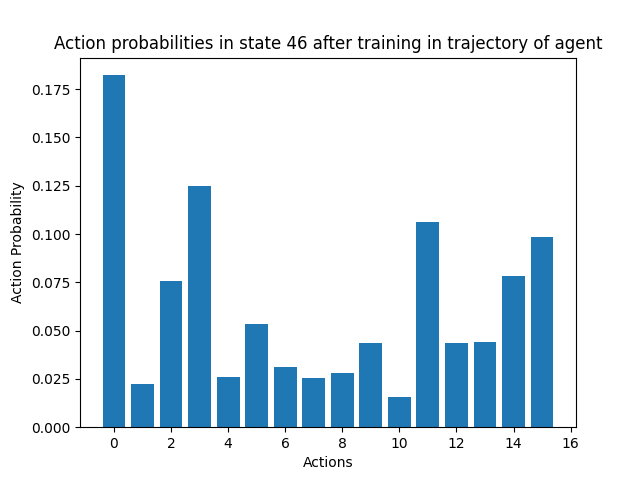 Action probabilities in state 46 after training in trajectory of agent
0.175
0.150
0.125
0.100
0.075
0.050
0.025
0.000
Action Probability
0 2 4 6 8 10 12 14 16
Actions